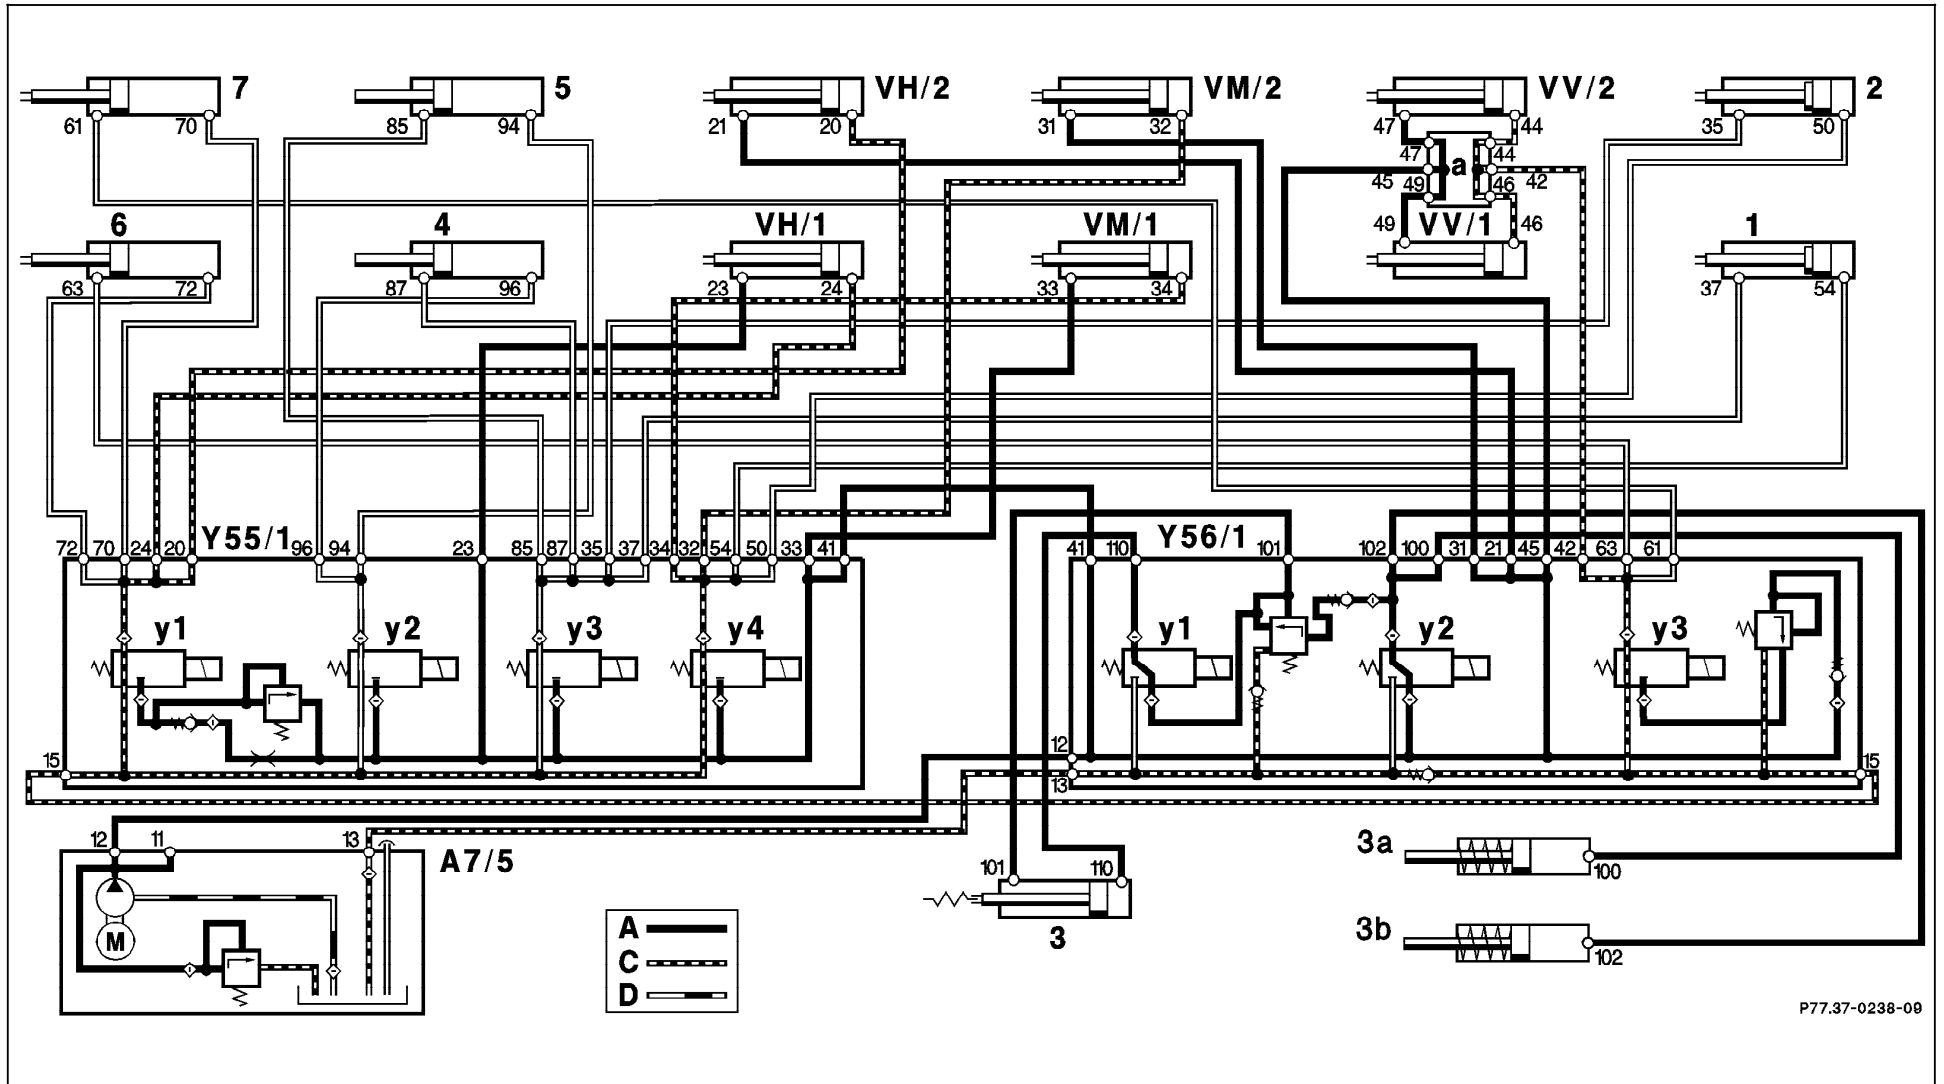 7 5 VH/2 VM/2 VV/2 2
61 70 85 94 21 20 31 32 47 44 35 50
47 a 44
45 49 46 42
6 4 VH/1 VM/1 49 VV/1 46 1
63 72 87 96 23 24 33 34 37 54
Y55/1 Y56/1
72 70 24 20 96 94 23 85 87 35 37 34 32 54 50 33 41 41 110 101 102 100 31 21 45 42 63 61
y1 y2 y3 y4 y1 y2 y3
12
15 13 15
12 11 13 A7/5
M
101 110
3
A
C
D
3a
100
3b
102
P77.37-0238-09